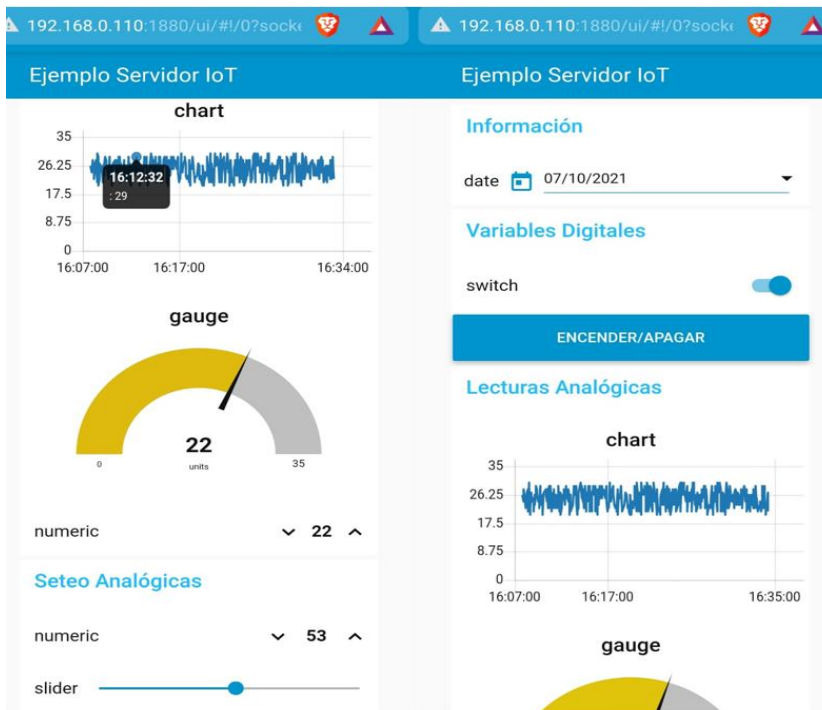 192.168.0.110:1880/ui/#!/0?socke
Ejemplo Servidor IoT
chart
35
26.25
17.5
8.75
0
16:12:32
: 29
16:07:00 16:17:00 16:34:00
gauge
22
units
0 35
numeric 22
Seteo Analógicas
numeric 53
slider
192.168.0.110:1880/ui/#!/0?socke
Ejemplo Servidor IoT
Información
date 07/10/2021
Variables Digitales
switch
ENCENDER/APAGAR
Lecturas Analógicas
chart
35
26.25
17.5
8.75
0
16:07:00 16:17:00 16:35:00
gauge